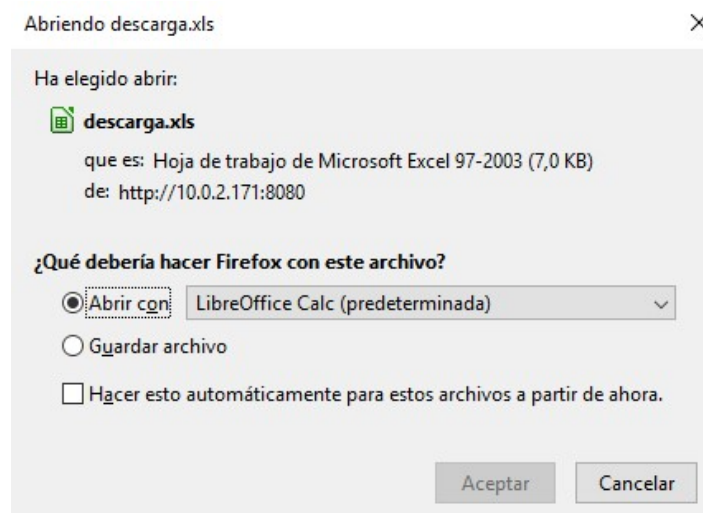 Abriendo descarga.xls
Ha elegido abrir:
descarga.xls
que es: Hoja de trabajo de Microsoft Excel 97-2003 (7,0 KB)
de: http://10.0.2.171:8080
¿Qué debería hacer Firefox con este archivo?
Abrir con LibreOffice Calc (predeterminada)
Guardar archivo
Hacer esto automáticamente para estos archivos a partir de ahora.
Aceptar Cancelar